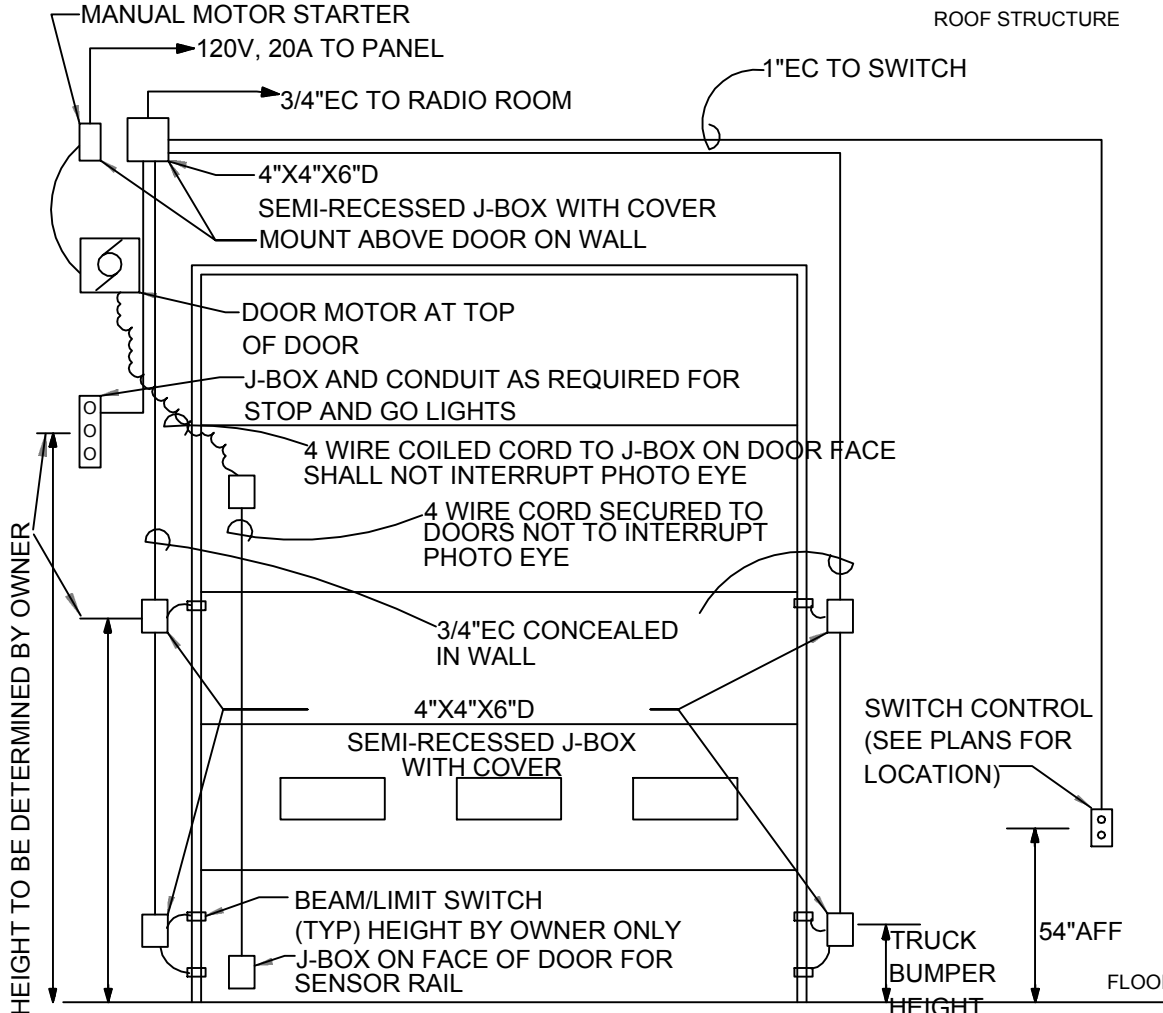 MANUAL MOTOR STARTER
ROOF STRUCTURE
120V, 20A TO PANEL
1"EC TO SWITCH
3/4"EC TO RADIO ROOM
4"X4"X6"D
SEMI-RECESSED J-BOX WITH COVER
MOUNT ABOVE DOOR ON WALL
DOOR MOTOR AT TOP
OF DOOR
J-BOX AND CONDUIT AS REQUIRED FOR
STOP AND GO LIGHTS
4 WIRE COILED CORD TO J-BOX ON DOOR FACE
SHALL NOT INTERRUPT PHOTO EYE
4 WIRE CORD SECURED TO
DOORS NOT TO INTERRUPT
PHOTO EYE
HEIGHT TO BE DETERMINED BY OWNER
3/4"EC CONCEALED
IN WALL
4"X4"X6"D
SEMI-RECESSED J-BOX
WITH COVER
SWITCH CONTROL
(SEE PLANS FOR
LOCATION)
BEAM/LIMIT SWITCH
(TYP) HEIGHT BY OWNER ONLY
J-BOX ON FACE OF DOOR FOR
SENSOR RAIL
TRUCK
BUMPER
HEIGHT
54"AFF
FLOO